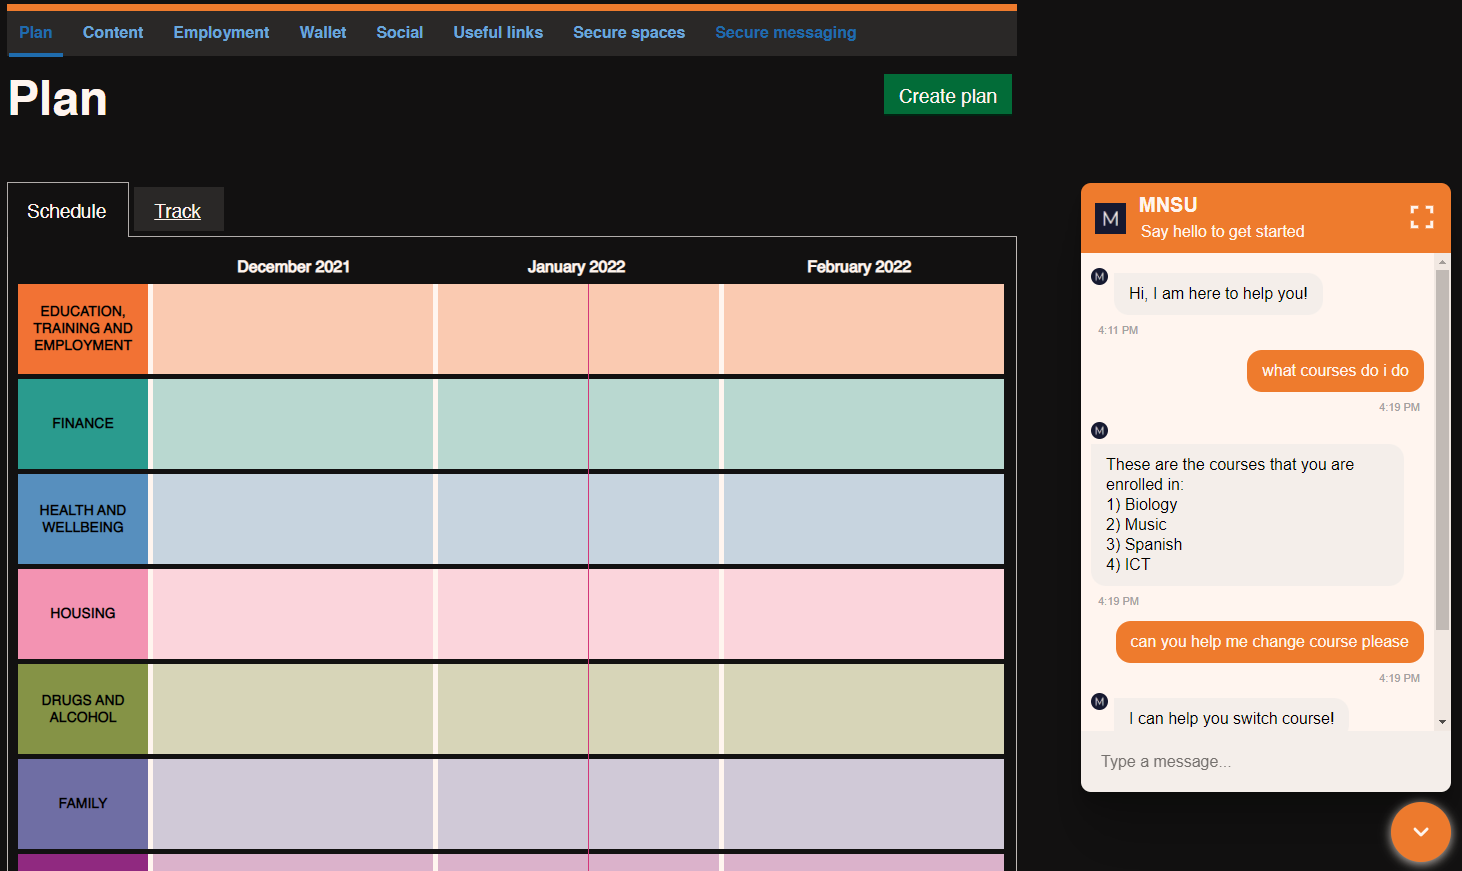 Plan Content Employment Wallet Social Useful links Secure spaces Secure messaging
Plan
Create plan
Schedule Track
December 2021 January 2022 February 2022
EDUCATION,
TRAINING AND
EMPLOYMENT
FINANCE
HEALTH AND
WELLBEING
HOUSING
DRUGS AND
ALCOHOL
FAMILY
M
MNSU
Say hello to get started
M
Hi, I am here to help you!
4:11 PM
what courses do i do
4:19 PM
M
These are the courses that you are
enrolled in:
1) Biology
2) Music
3) Spanish
4) ICT
4:19 PM
can you help me change course please
4:19 PM
M
I can help you switch course!
Type a message...